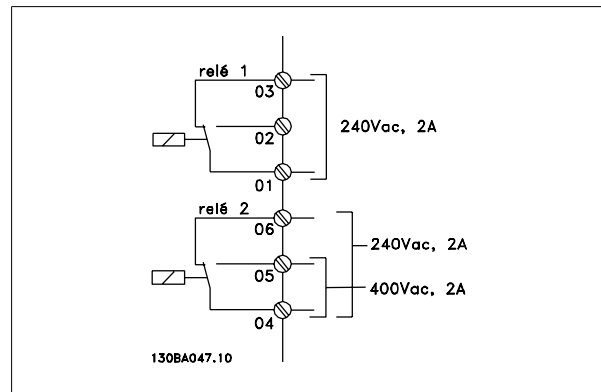 relé 1
03
02
240Vac, 2A
01
relé 2
06
240Vac, 2A
05
400Vac, 2A
04
130BA047.10